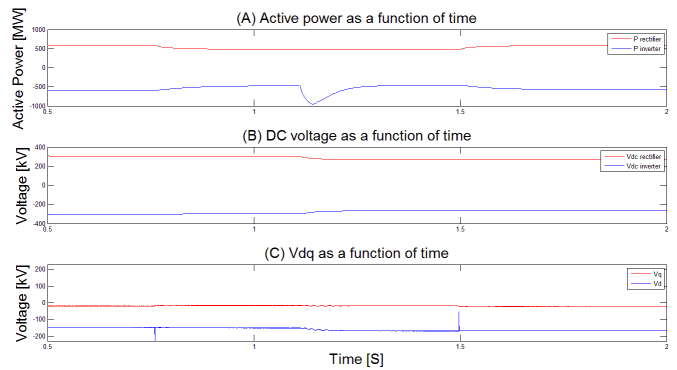 (A) Active power as a function of time
Active Power [MW]
1000
500
0
-500
-1000
P rectifier
P inverter
0.5
1
1.5
2
(B) DC voltage as a function of time
Voltage [kV]
400
200
0
-200
-400
Vdc rectifier
Vdc inverter
0.5
1
1.5
2
(C) Vdq as a function of time
Voltage [kV]
200
100
0
-100
-200
Vq
Vd
0.5
1
1.5
2
Time [S]